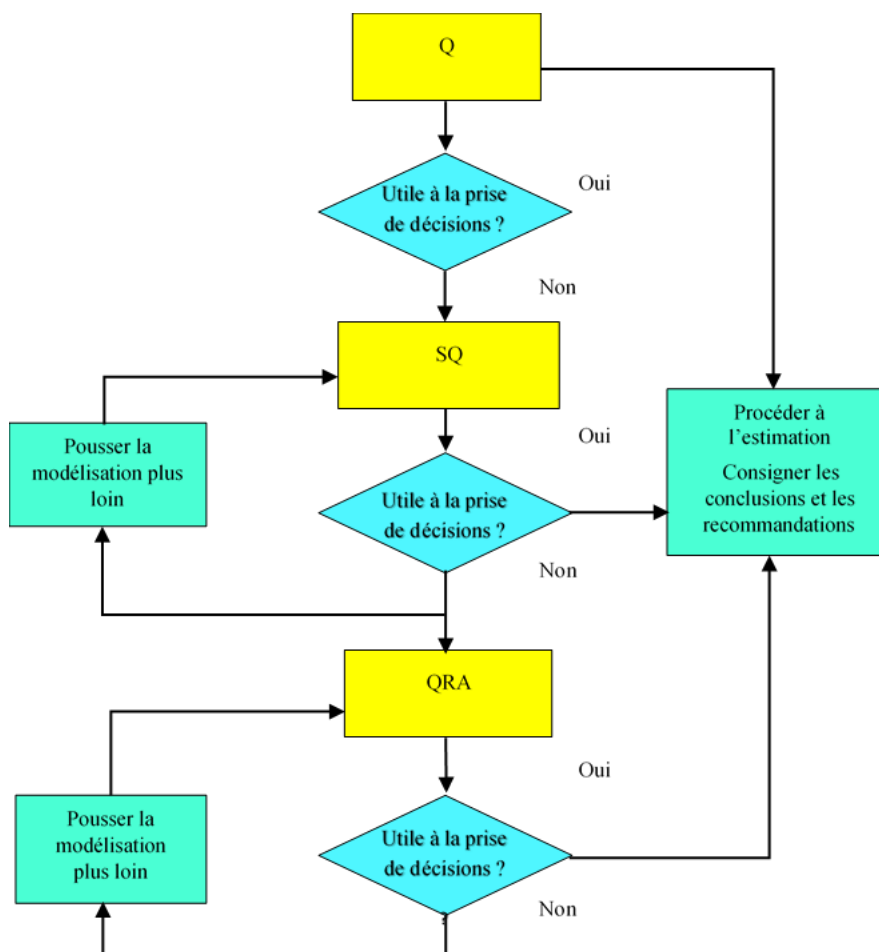 Q
Utile à la prise
de décisions ?
Oui
Non
SQ
Pousser la
modélisation plus
loin
Utile à la prise
de décisions ?
Oui
Non
Procéder à
l’estimation
Consigner les
conclusions et les
recommandations
QRA
Pousser la
modélisation
plus loin
Utile à la prise
de décisions ?
?
Oui
Non